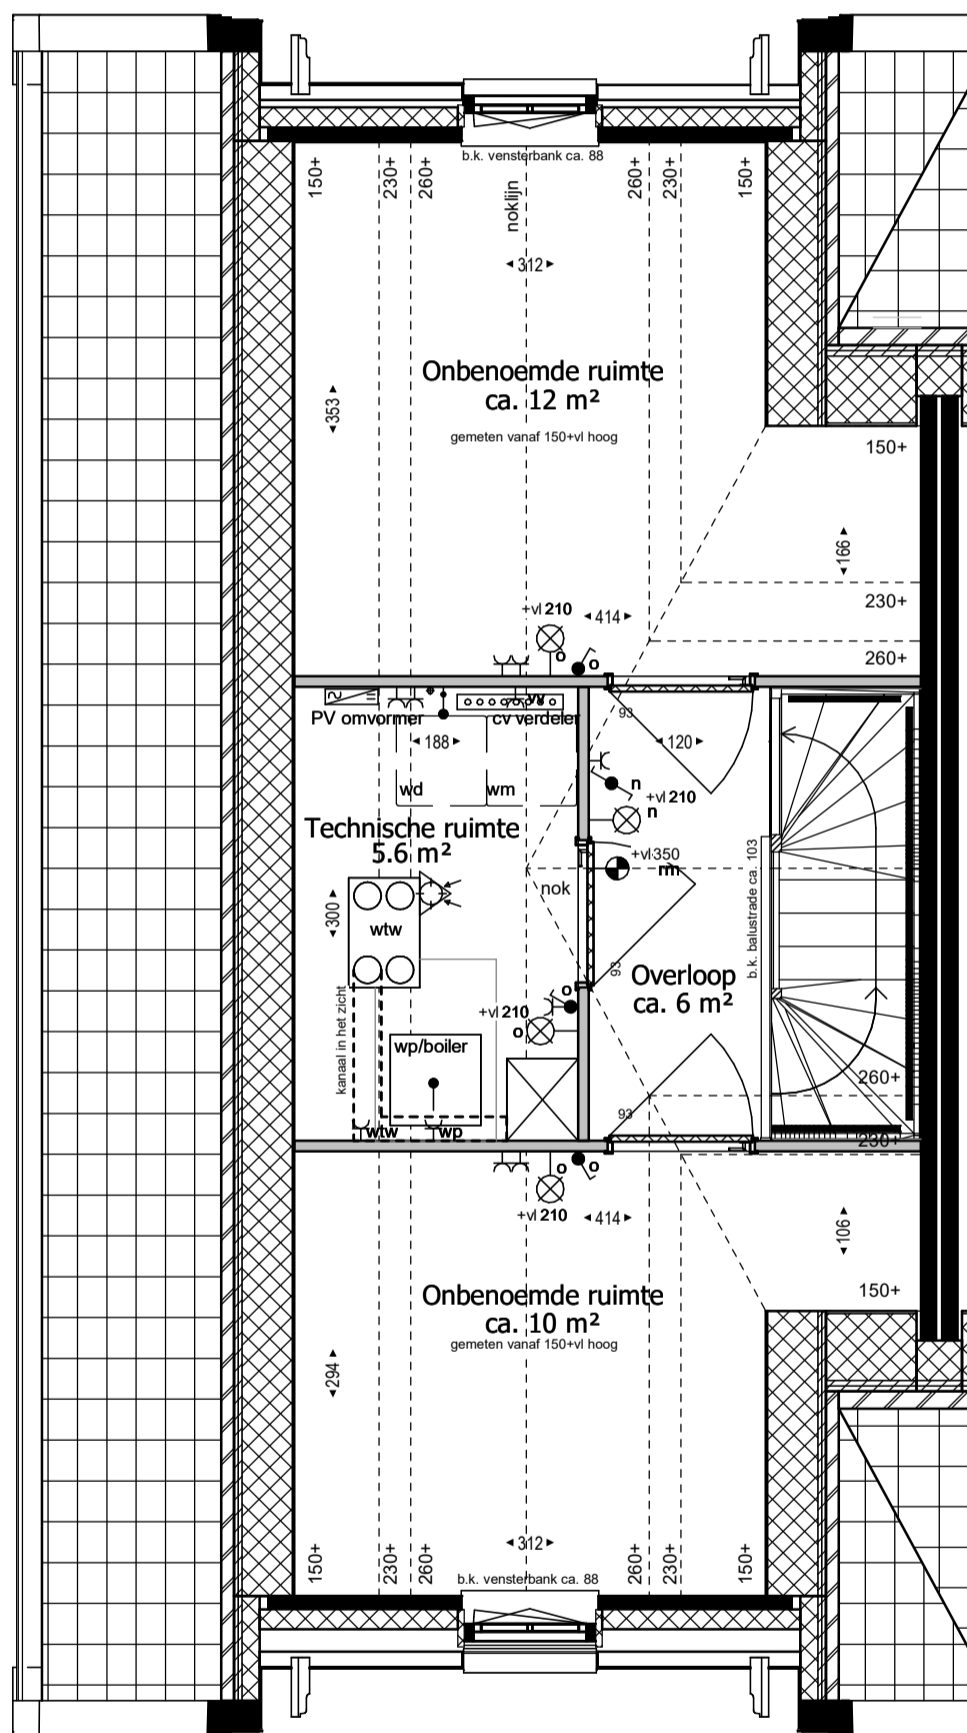 b.k. vensterbank ca. 88
150+
230+
260+
noklijn
260+
230+
150+
312
Onbenoemde ruimte
ca. 12 m²
353
gemeten vanaf 150+vl hoog
150+
166
230+
+vl 210
414
o
o
260+
PV omvormer
vv
cv verdeler
93
188
120
wd
wm
n
+vl 210
n
Technische ruimte
5.6 m²
+vl 350
rm
b.k. balustrade ca. 103
nok
300
wtw
93
Overloop
ca. 6 m²
o
+vl 210
o
kanaal in het zicht
wp/boiler
260+
93
wtw
wp
230+
o
o
+vl 210
414
106
150+
Onbenoemde ruimte
ca. 10 m²
gemeten vanaf 150+vl hoog
294
312
150+
230+
260+
260+
230+
150+
b.k. vensterbank ca. 88